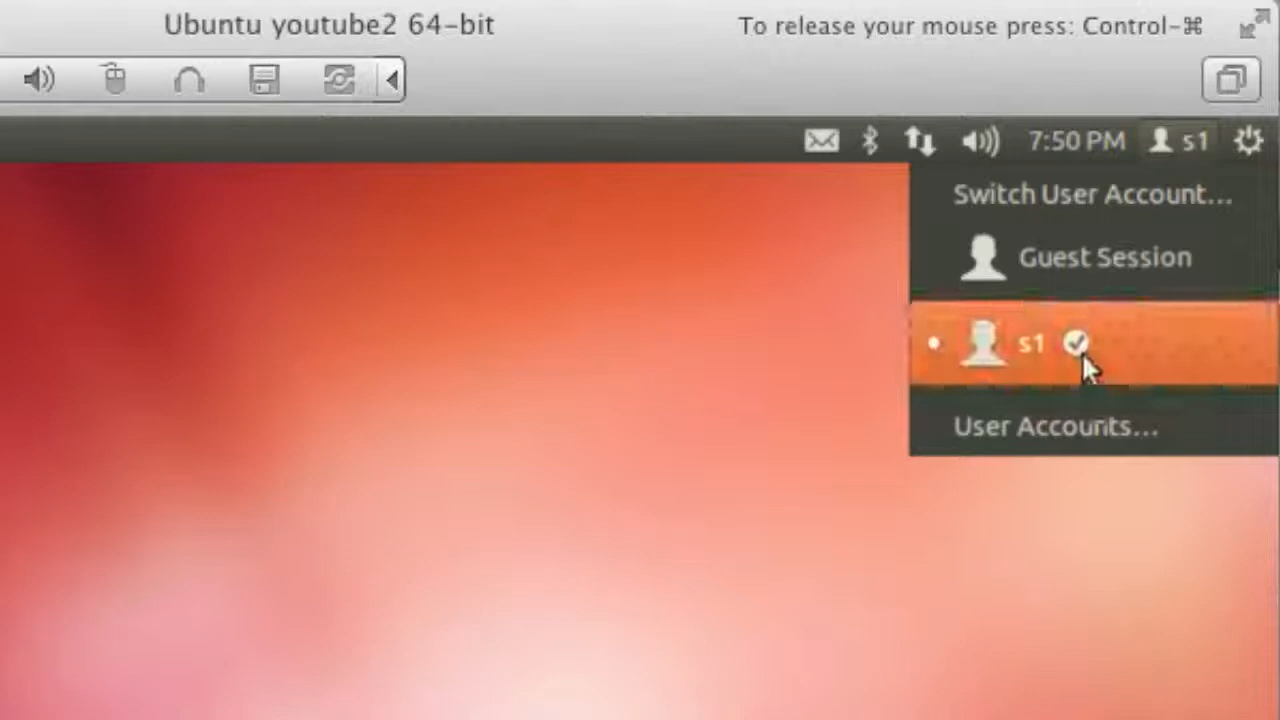 Ubuntu youtube2 64-bit
To release your mouse press: Control-⌘
7:50 PM
s1
Switch User Account...
Guest Session
s1
User Accounts...